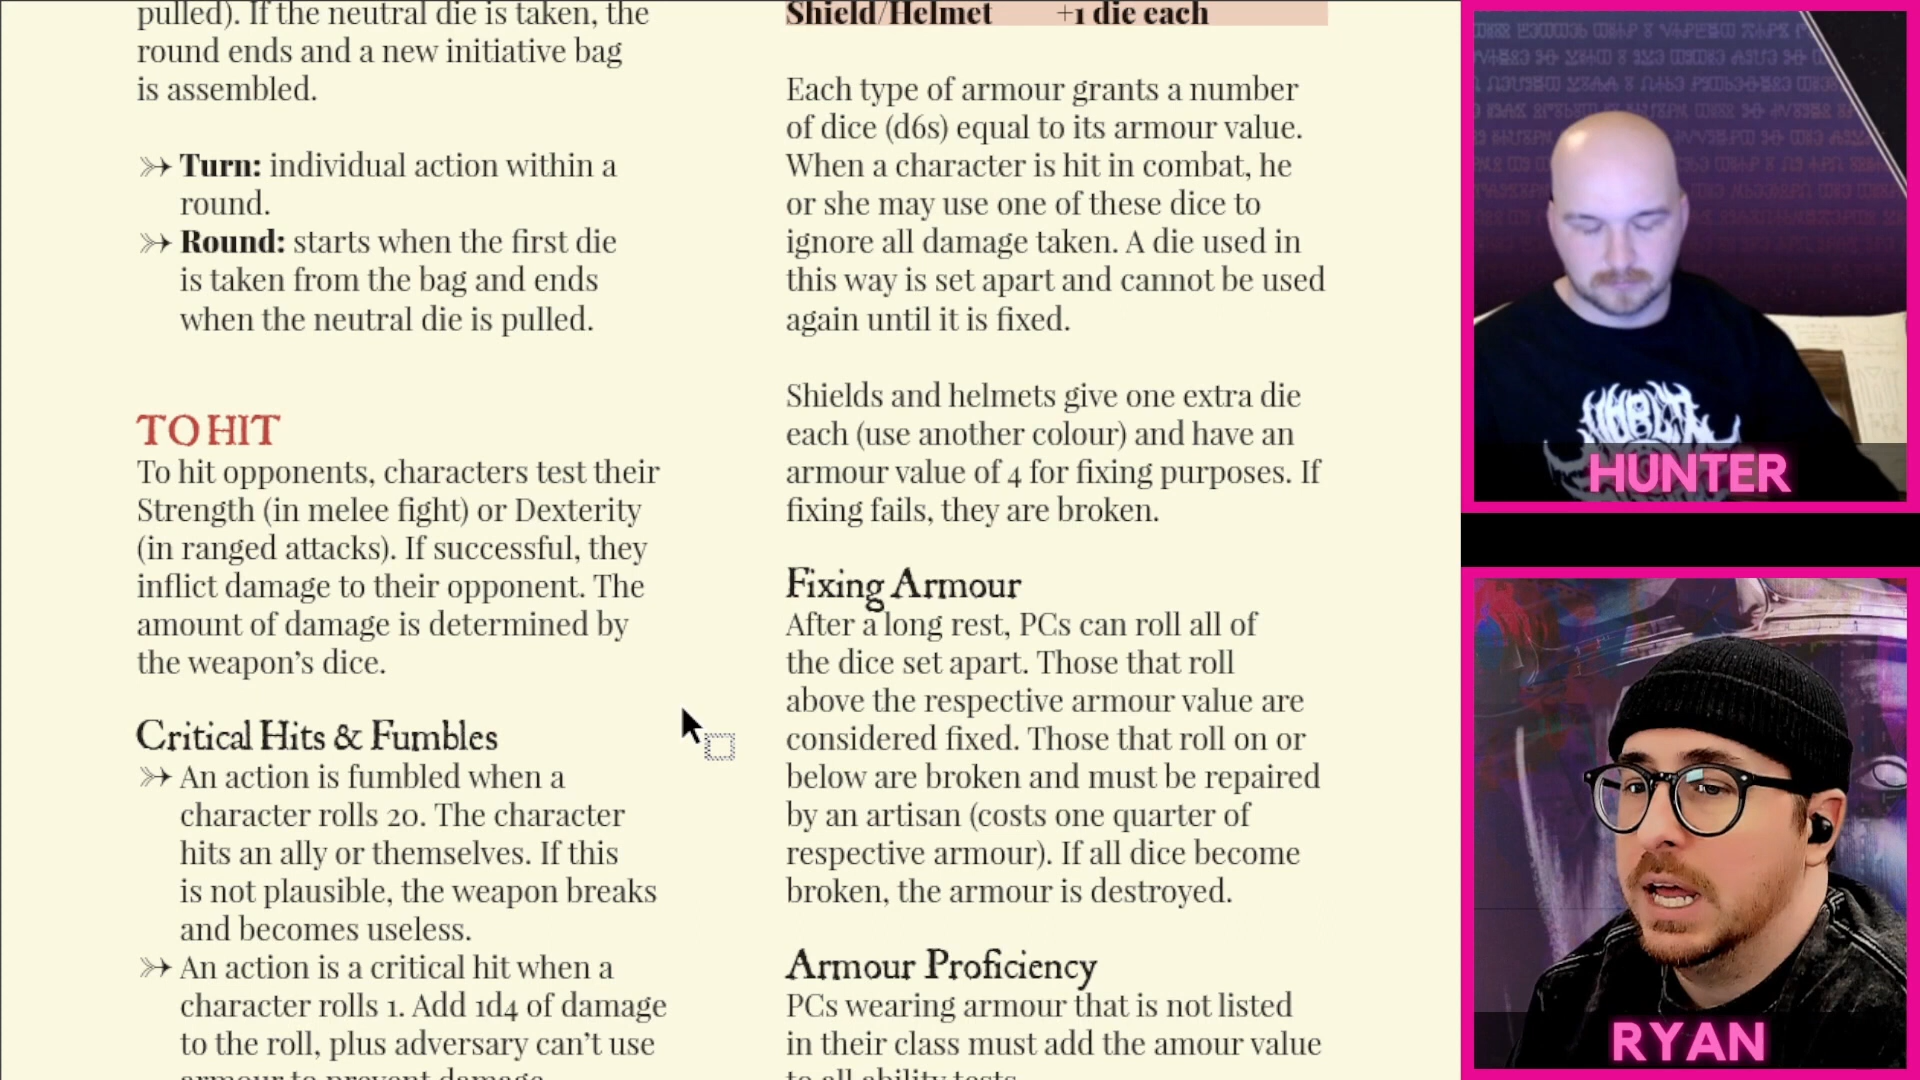 pulled). If the neutral die is taken, the
round ends and a new initiative bag
is assembled.
Turn: individual action within a
round.
Round: starts when the first die
is taken from the bag and ends
when the neutral die is pulled.
TO HIT
To hit opponents, characters test their
Strength (in melee fight) or Dexterity
(in ranged attacks). If successful, they
inflict damage to their opponent. The
amount of damage is determined by
the weapon's dice.
Critical Hits & Fumbles
An action is fumbled when a
character rolls 20. The character
hits an ally or themselves. If this
is not plausible, the weapon breaks
and becomes useless.
An action is a critical hit when a
character rolls 1. Add 1d4 of damage
to the roll, plus adversary can't use
armour to prevent damage.
Shield/Helmet +1 die each
Each type of armour grants a number
of dice (d6s) equal to its armour value.
When a character is hit in combat, he
or she may use one of these dice to
ignore all damage taken. A die used in
this way is set apart and cannot be used
again until it is fixed.
Shields and helmets give one extra die
each (use another colour) and have an
armour value of 4 for fixing purposes. If
fixing fails, they are broken.
Fixing Armour
After a long rest, PCs can roll all of
the dice set apart. Those that roll
above the respective armour value are
considered fixed. Those that roll on or
below are broken and must be repaired
by an artisan (costs one quarter of
respective armour). If all dice become
broken, the armour is destroyed.
Armour Proficiency
PCs wearing armour that is not listed
in their class must add the amour value
to all ability tests.
HUNTER
RYAN